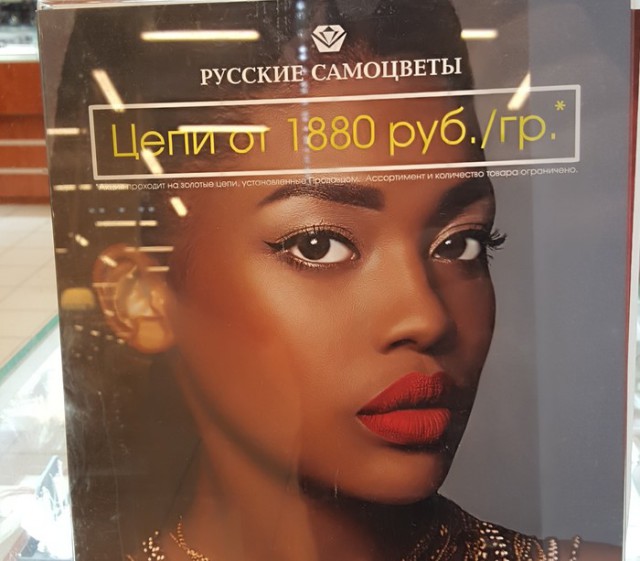 РУССКИЕ САМОЦВЕТЫ
Цепи от 1880 руб./гр.*
*Акция проходит на золотые цепи, установленные Продавцом. Ассортимент и количество товара ограничено.